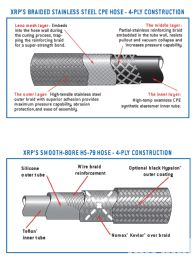 XRP'S BRAIDED STAINLESS STEEL CPE HOSE - 4-PLY CONSTRUCTION
Leno mesh layer - Embeds
into the hose wall during
the curing process, trap-
ping the reinforcing braid
for a super-strong bond.
The middle layer-
Partial-stainless reinforcing braid
embedded in the tube wall, resists
pullout and vacuum collapse and
increases pressure capability.
The outer layer High-tensile stainless steel
outer braid with superior adhesion provides
maximum pressure capability, abrasion
protection, and ease of assembly.
The inner layer-
High-temp seamless CPE
synthetic elastomer inner tube.
XRP'S SMOOTH-BORE HS-79 HOSE - 4-PLY CONSTRUCTION
Silicone
outer tube
Wire braid
reinforcement
Optional black Hypalon®
outer coating
Teflon®
inner tube
Nomex® Kevlar® over braid